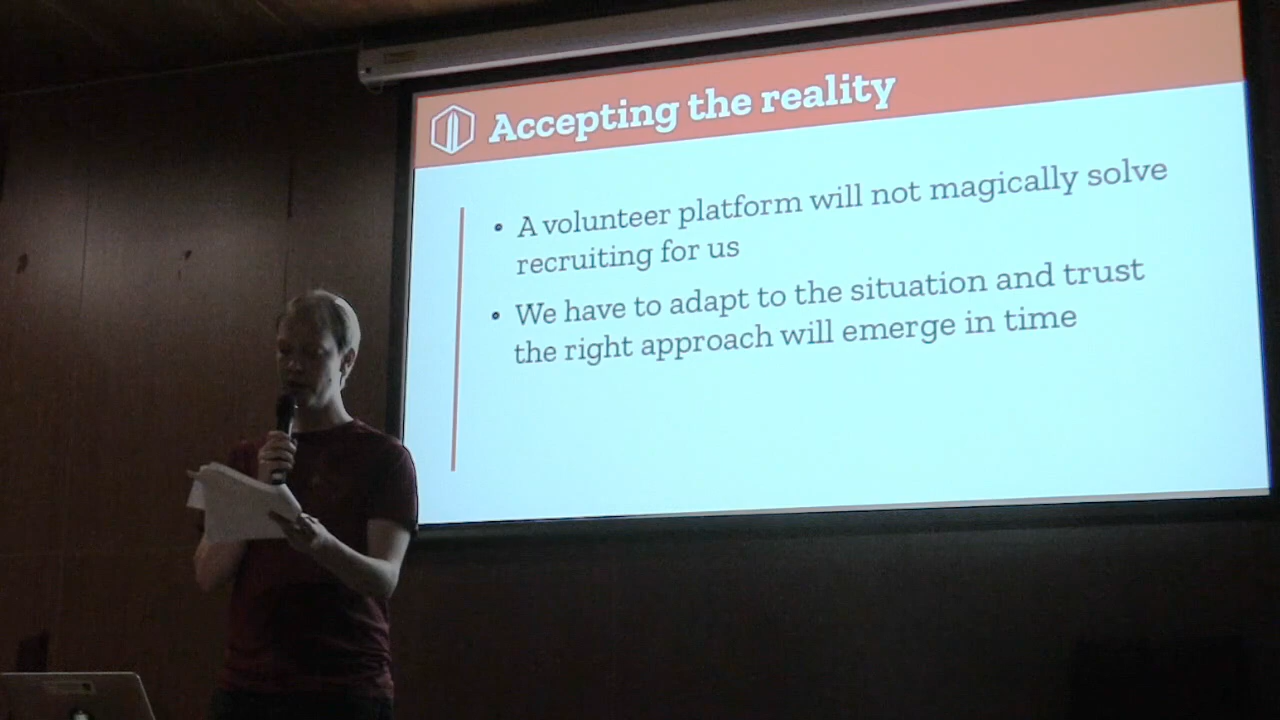 Accepting the reality
• A volunteer platform will not magically solve
recruiting for us
• We have to adapt to the situation and trust
the right approach will emerge in time